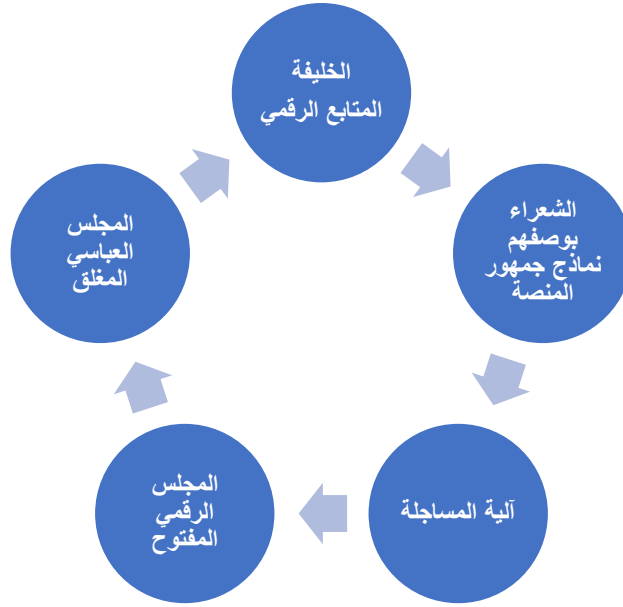 الخليفة
المتابع الرقمي
الشعراء
بوصفهم
نماذج جمهور
المنصة
آلية المساجلة
المجلس
الرقمي
المفتوح
المجلس
العباسي
المغلق